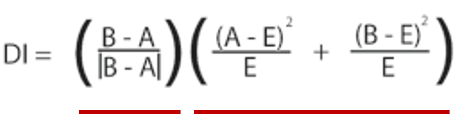 DI = ( (B - A) / |B - A| ) ( (A - E)² / E + (B - E)² / E )